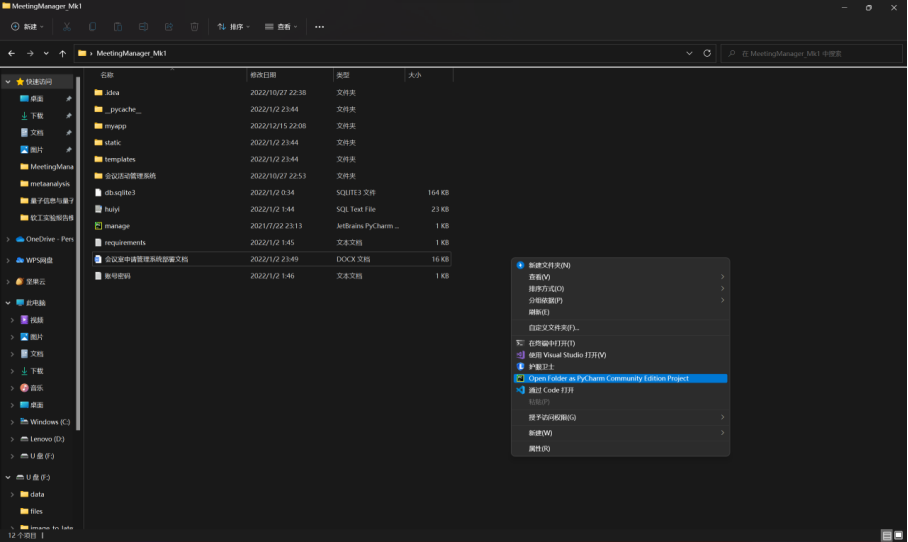 MeetingManager_Mk1
新建
排序
查看
MeetingManager_Mk1
在 MeetingManager_Mk1 中搜索
名称 修改日期 类型 大小
快速访问
桌面
下载
文档
图片
MeetingMana
metaanalysis
量子信息与量子
软工实验报告模
OneDrive - Pers
WPS网盘
坚果云
此电脑
视频
图片
文档
下载
音乐
桌面
Windows (C:)
Lenovo (D:)
U 盘 (F:)
U 盘 (F:)
data
files
image_to_late
.idea 2022/10/27 22:38 文件夹
__pycache__ 2022/1/2 23:44 文件夹
myapp 2022/12/15 22:08 文件夹
static 2022/1/2 23:44 文件夹
templates 2022/1/2 23:44 文件夹
会议活动管理系统 2022/10/27 22:53 文件夹
db.sqlite3 2022/1/2 0:34 SQLITE3 文件 164 KB
huiyi 2022/1/2 1:44 SQL Text File 23 KB
manage 2021/7/22 23:13 JetBrains PyCharm ... 1 KB
requirements 2022/1/2 1:45 文本文档 1 KB
会议室申请管理系统部署文档 2022/1/2 23:49 DOCX 文档 16 KB
账号密码 2022/1/2 1:46 文本文档 1 KB
新建文件夹(N)
查看(V)
排序方式(O)
分组依据(P)
刷新(E)
自定义文件夹(F)...
在终端中打开(T)
使用 Visual Studio 打开(V)
护眼卫士
Open Folder as PyCharm Community Edition Project
通过 Code 打开
粘贴(P)
授予访问权限(G)
新建(W)
属性(R)
12 个项目